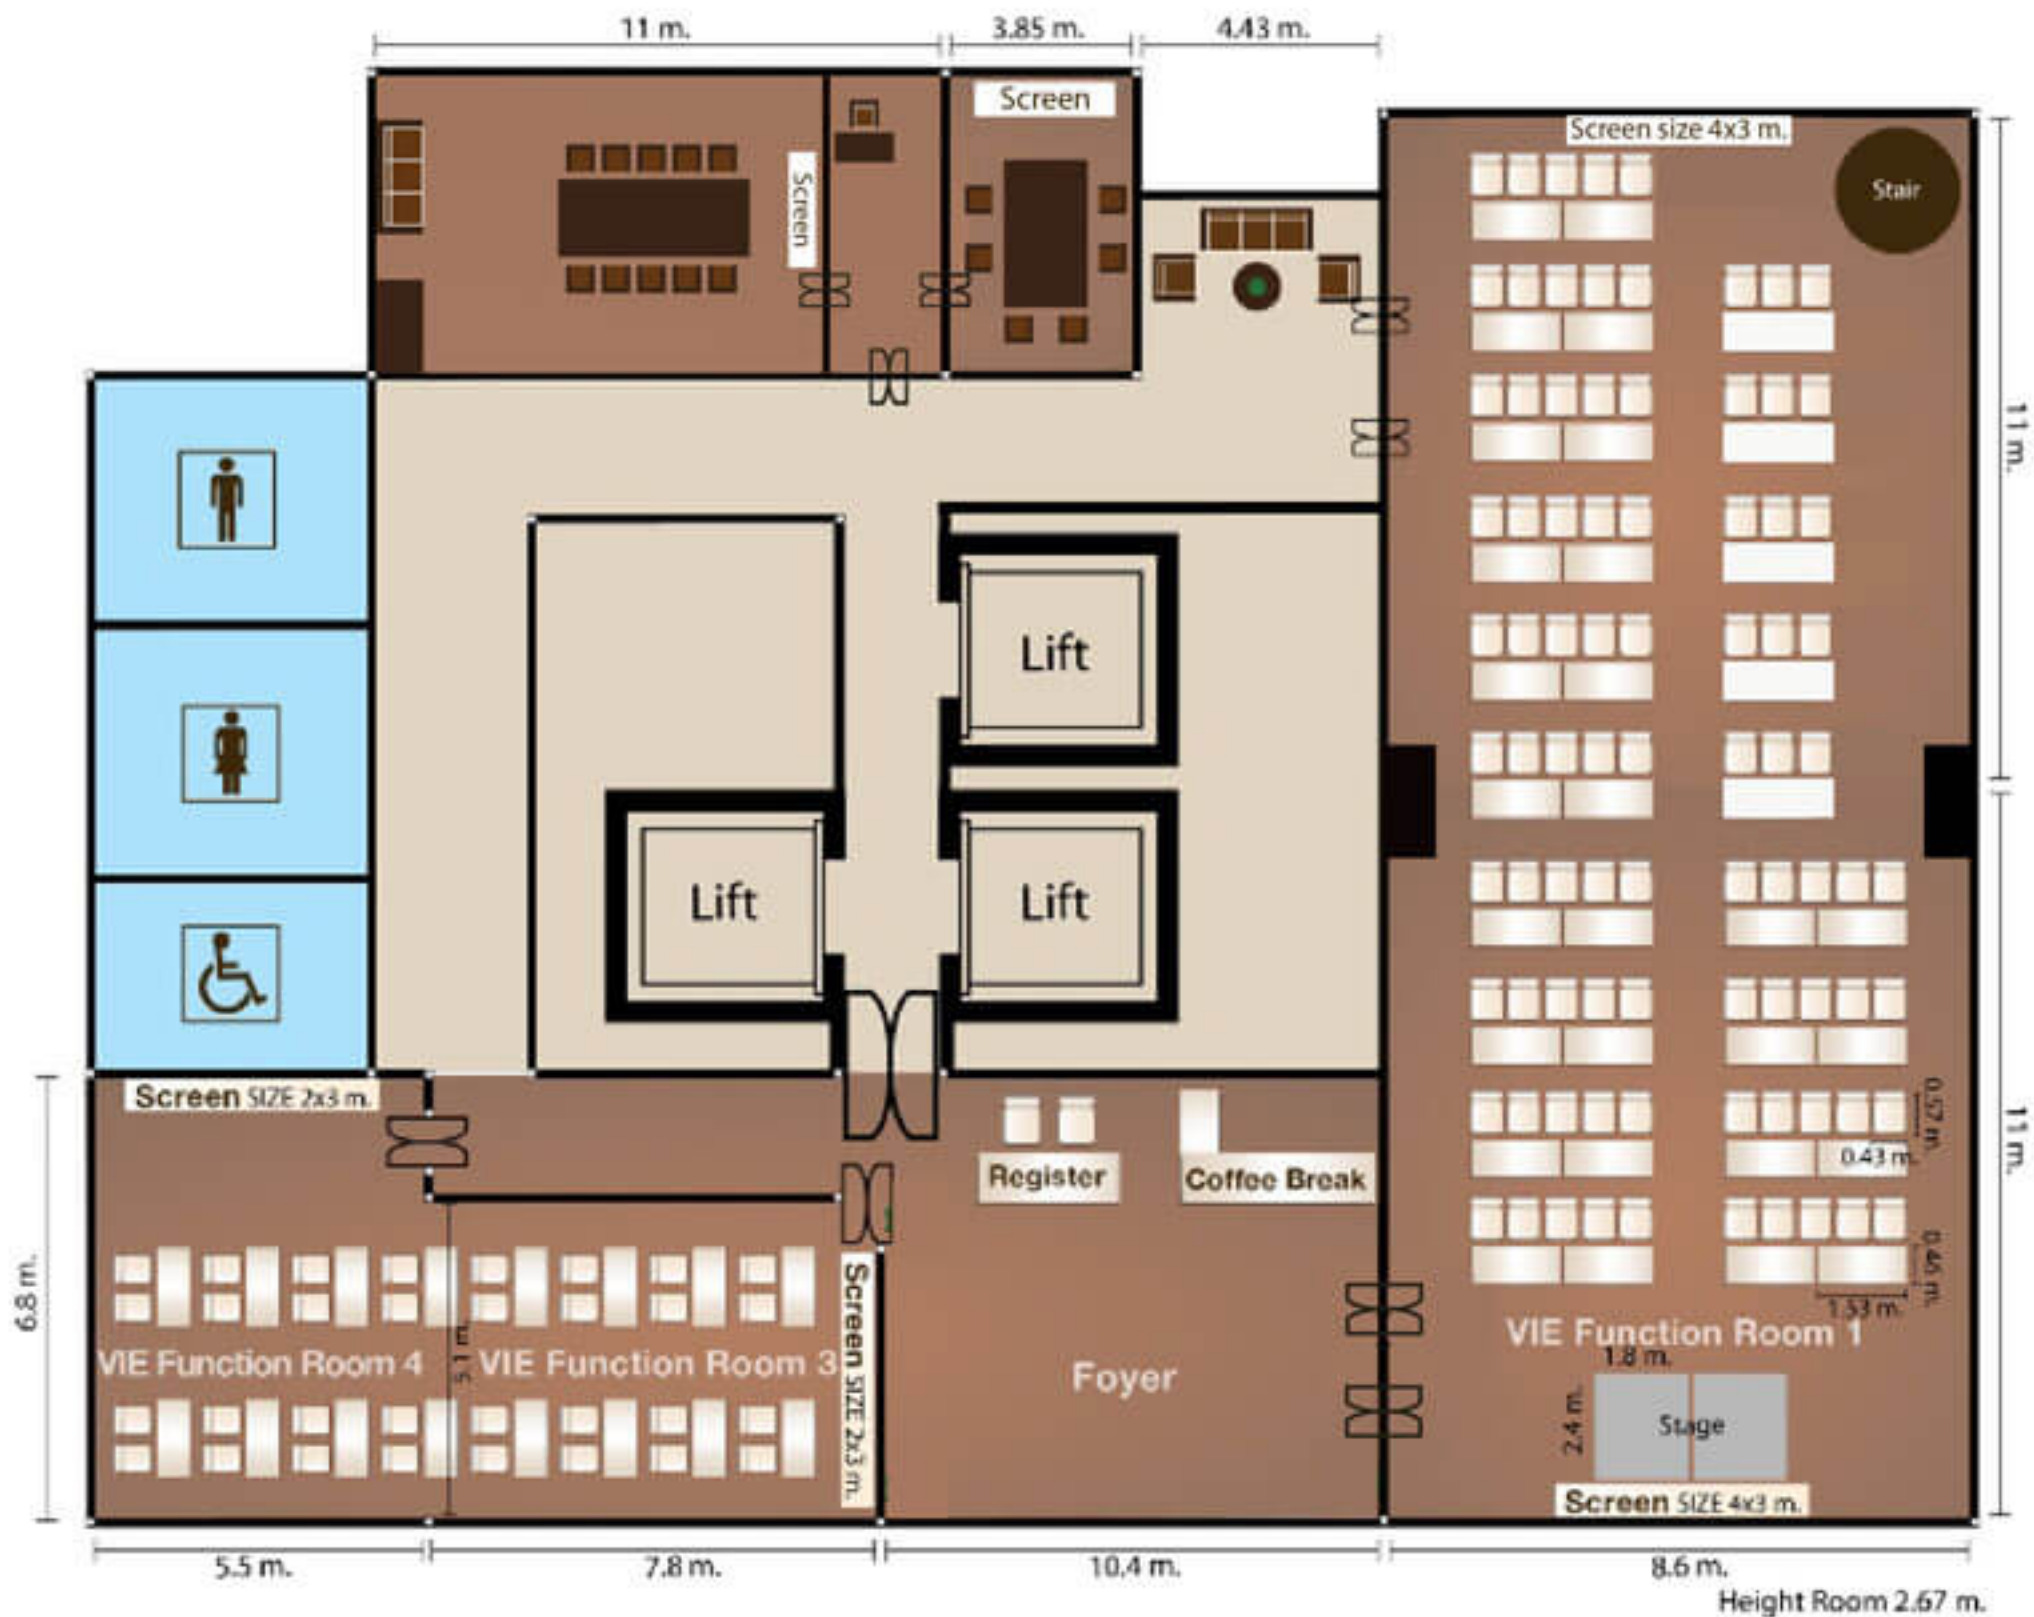 11 m.
3.85 m.
4.43 m.
Screen
Screen size 4x3 m.
Stair
Screen
11 m.
Lift
Lift
Lift
Screen SIZE 2x3 m.
Register
Coffee Break
0.57 m.
0.43 m.
11 m.
6.8 m.
Screen SIZE 2x3 m.
0.46 m.
1.53 m.
VIE Function Room 4
5.1 m.
VIE Function Room 3
Foyer
VIE Function Room 1
1.8 m.
2.4 m.
Stage
Screen SIZE 4x3 m.
5.5 m.
7.8 m.
10.4 m.
8.6 m.
Height Room 2.67 m.